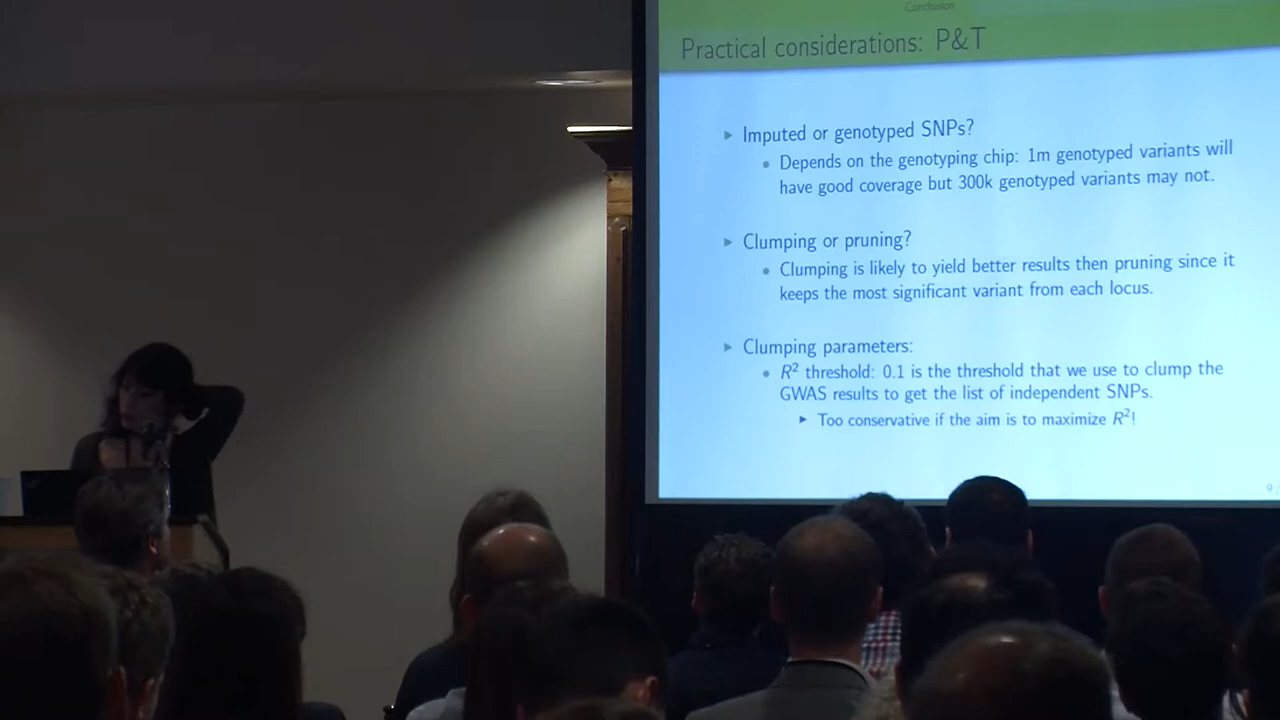 Conclusion
Practical considerations: P&T
▸ Imputed or genotyped SNPs?
• Depends on the genotyping chip: 1m genotyped variants will
have good coverage but 300k genotyped variants may not.
▸ Clumping or pruning?
• Clumping is likely to yield better results then pruning since it
keeps the most significant variant from each locus.
▸ Clumping parameters:
• R² threshold: 0.1 is the threshold that we use to clump the
GWAS results to get the list of independent SNPs.
▸ Too conservative if the aim is to maximize R²!